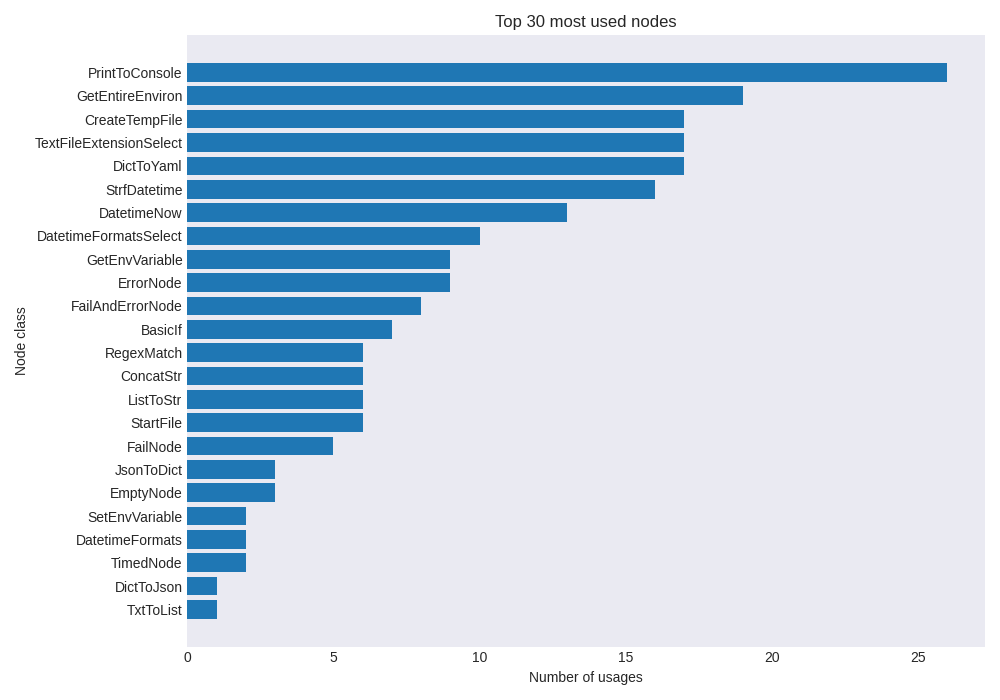 Top 30 most used nodes
Node class
PrintToConsole
GetEntireEnviron
CreateTempFile
TextFileExtensionSelect
DictToYaml
StrfDatetime
DatetimeNow
DatetimeFormatsSelect
GetEnvVariable
ErrorNode
FailAndErrorNode
BasicIf
RegexMatch
ConcatStr
ListToStr
StartFile
FailNode
JsonToDict
EmptyNode
SetEnvVariable
DatetimeFormats
TimedNode
DictToJson
TxtToList
0 5 10 15 20 25
Number of usages